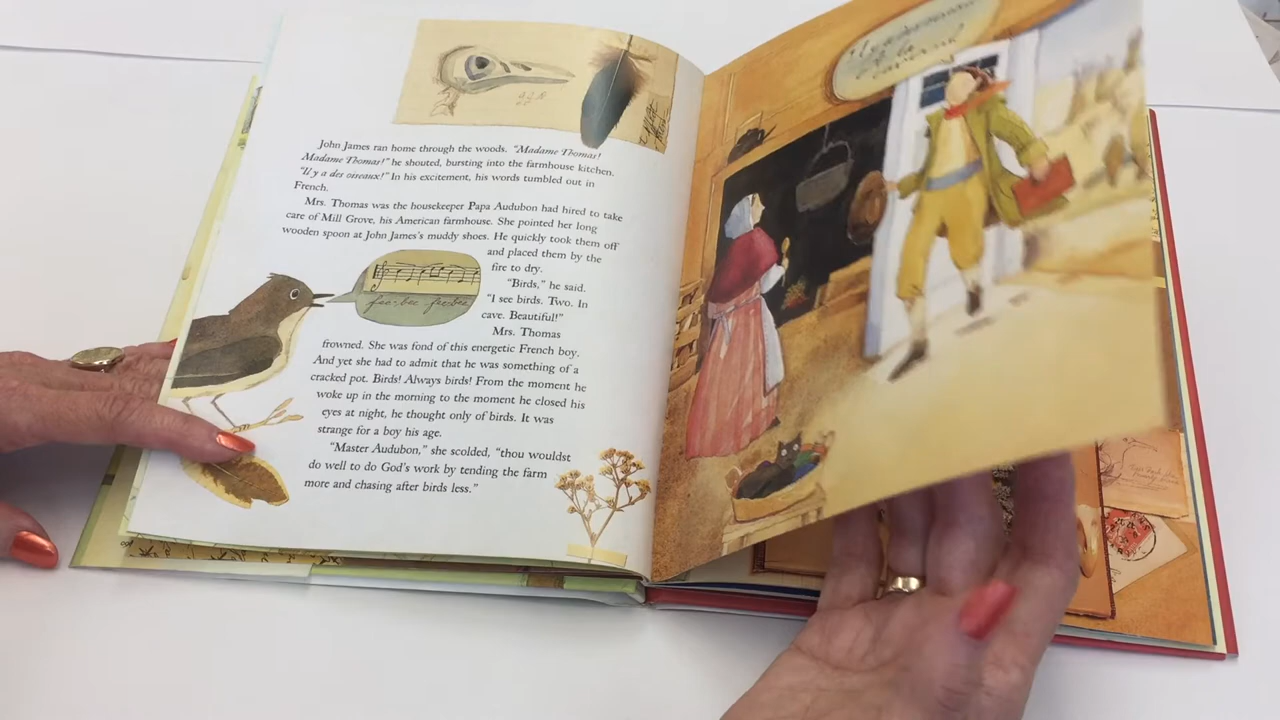 John James ran home through the woods. "Madame Thomas!
Madame Thomas!" he shouted, bursting into the farmhouse kitchen.
"Il y a des oiseaux!" In his excitement, his words tumbled out in
French.
Mrs. Thomas was the housekeeper Papa Audubon had hired to take
care of Mill Grove, his American farmhouse. She pointed her long
wooden spoon at John James's muddy shoes. He quickly took them off
and placed them by the
fire to dry.
"Birds," he said.
"I see birds. Two. In
cave. Beautiful!"
Mrs. Thomas
fee-bee fee-bee
frowned. She was fond of this energetic French boy.
And yet she had to admit that he was something of a
cracked pot. Birds! Always birds! From the moment he
woke up in the morning to the moment he closed his
eyes at night, he thought only of birds. It was
strange for a boy his age.
"Master Audubon," she scolded, "thou wouldst
do well to do God's work by tending the farm
more and chasing after birds less."